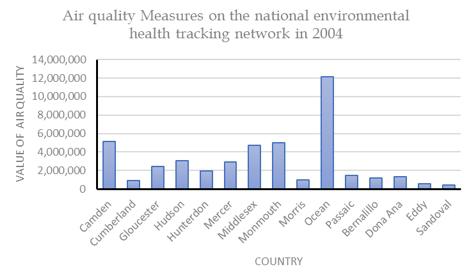 Air quality Measures on the national environmental
health tracking network in 2004
VALUE OF AIR QUALITY
14,000,000
12,000,000
10,000,000
8,000,000
6,000,000
4,000,000
2,000,000
0
Camden
Cumberland
Gloucester
Hudson
Hunterdon
Mercer
Middlesex
Monmouth
Morris
Ocean
Passaic
Bernalillo
Dona Ana
Eddy
Sandoval
COUNTRY